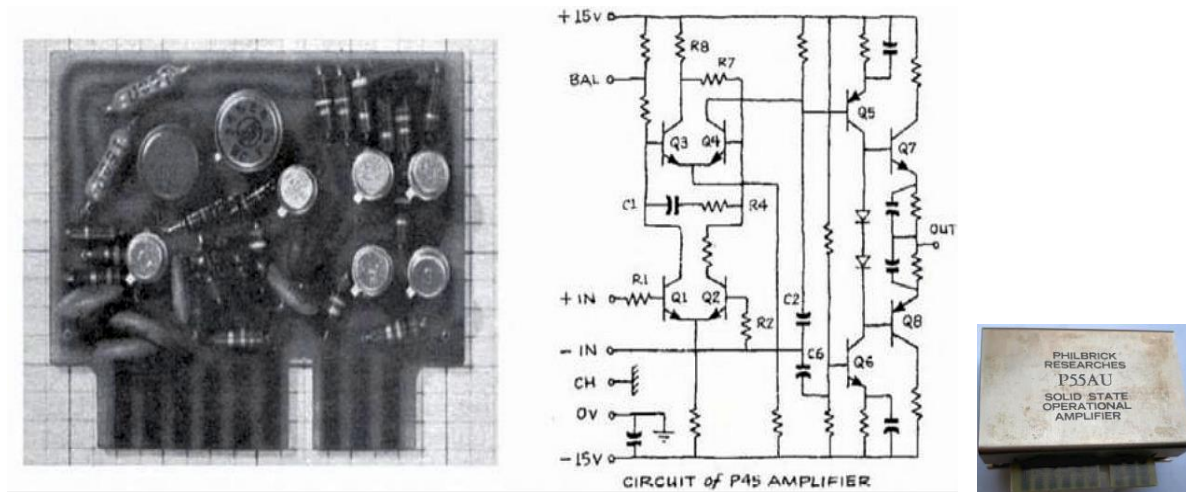 +15V
R8
BAL
R7
Q3
Q4
Q5
Q7
C1
R4
OUT
R1
+IN
Q1
Q2
C2
R2
Q8
-IN
C6
Q6
CH
0V
-15V
CIRCUIT of P45 AMPLIFIER
PHILBRICK
RESEARCHES
P55AU
SOLID STATE
OPERATIONAL
AMPLIFIER